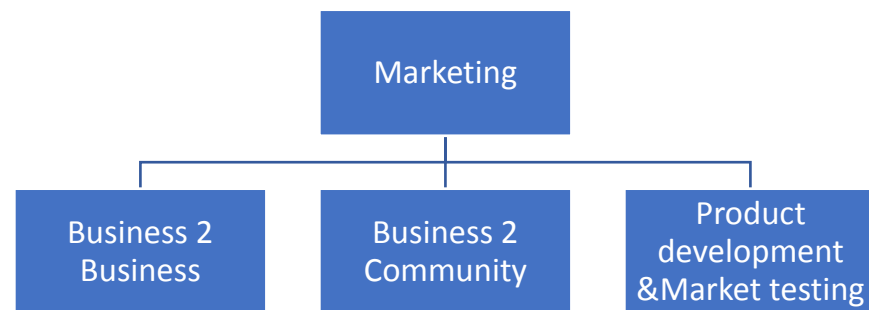 Marketing
Business 2
Business
Business 2
Community
Product
development
&Market testing